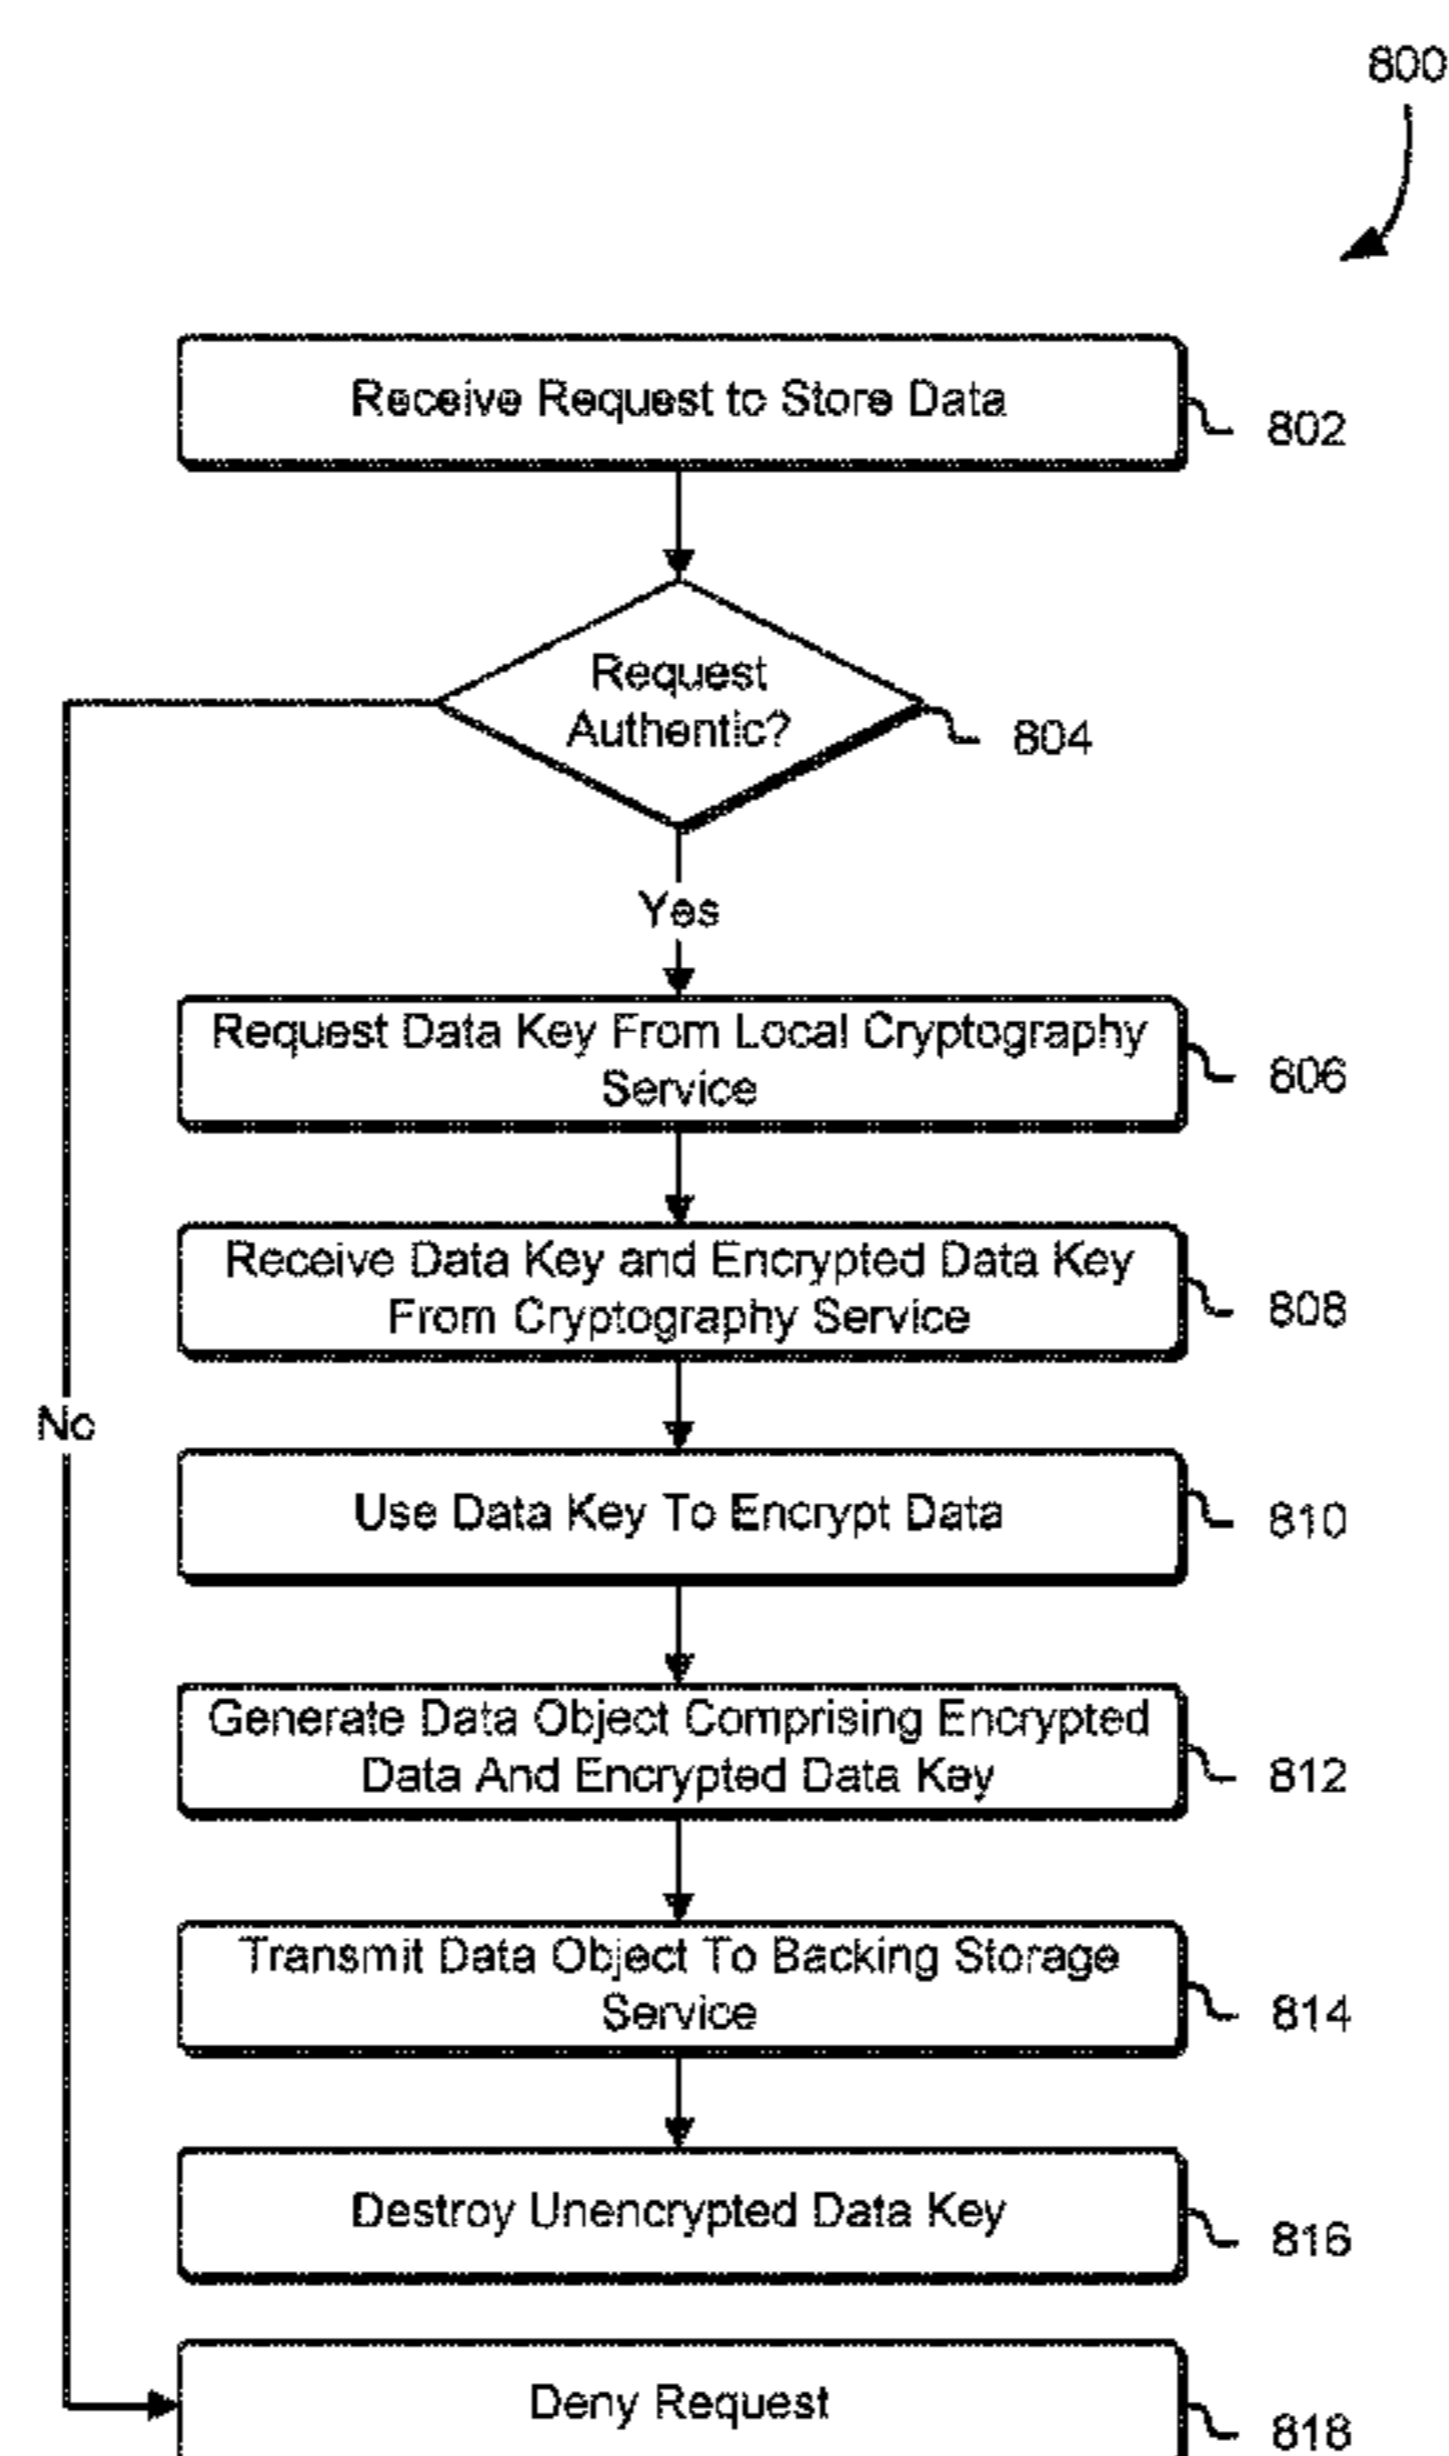 800
Receive Request to Store Data
802
Request
Authentic?
804
Yes
Request Data Key From Local Cryptography
Service
806
Receive Data Key and Encrypted Data Key
From Cryptography Service
808
No
Use Data Key To Encrypt Data
810
Generate Data Object Comprising Encrypted
Data And Encrypted Data Key
812
Transmit Data Object To Backing Storage
Service
814
Destroy Unencrypted Data Key
816
Deny Request
818